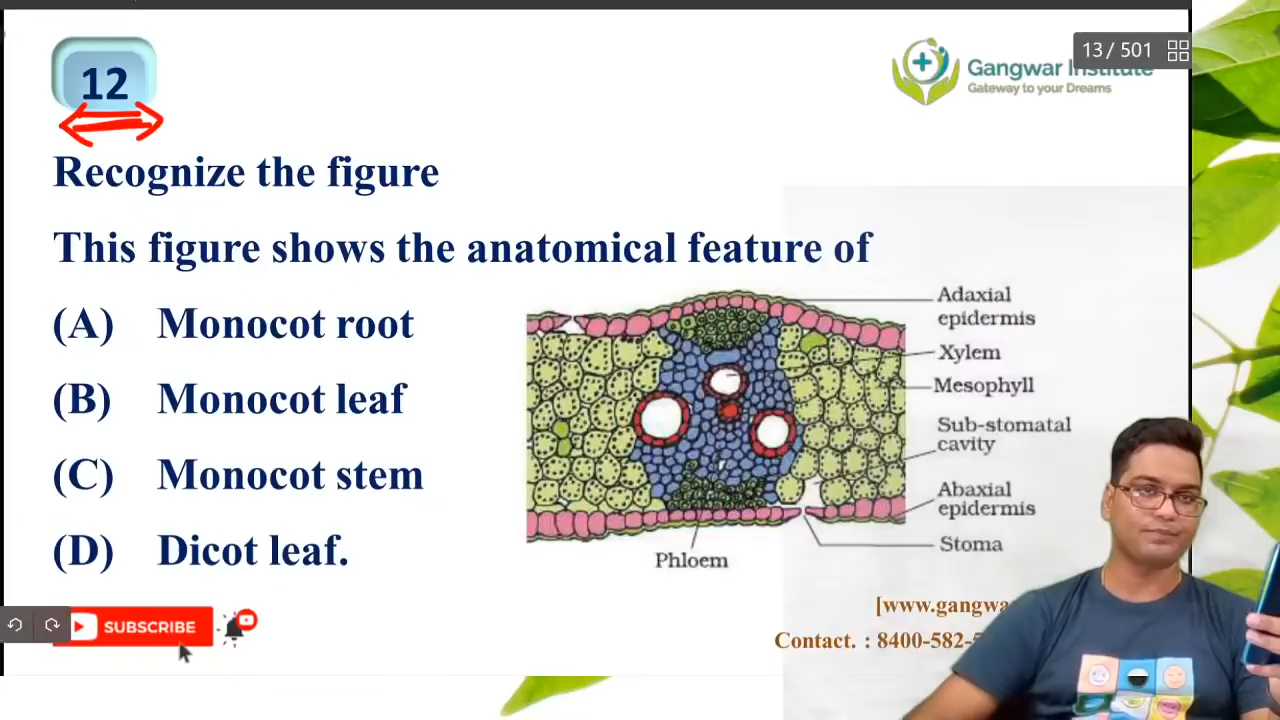 13 / 501
12
Gangwar Institute
Gateway to your Dreams
Recognize the figure
This figure shows the anatomical feature of
(A) Monocot root
(B) Monocot leaf
(C) Monocot stem
(D) Dicot leaf.
Adaxial
epidermis
Xylem
Mesophyll
Sub-stomatal
cavity
Abaxial
epidermis
Stoma
Phloem
[www.gangwa
Contact. : 8400-582-
SUBSCRIBE